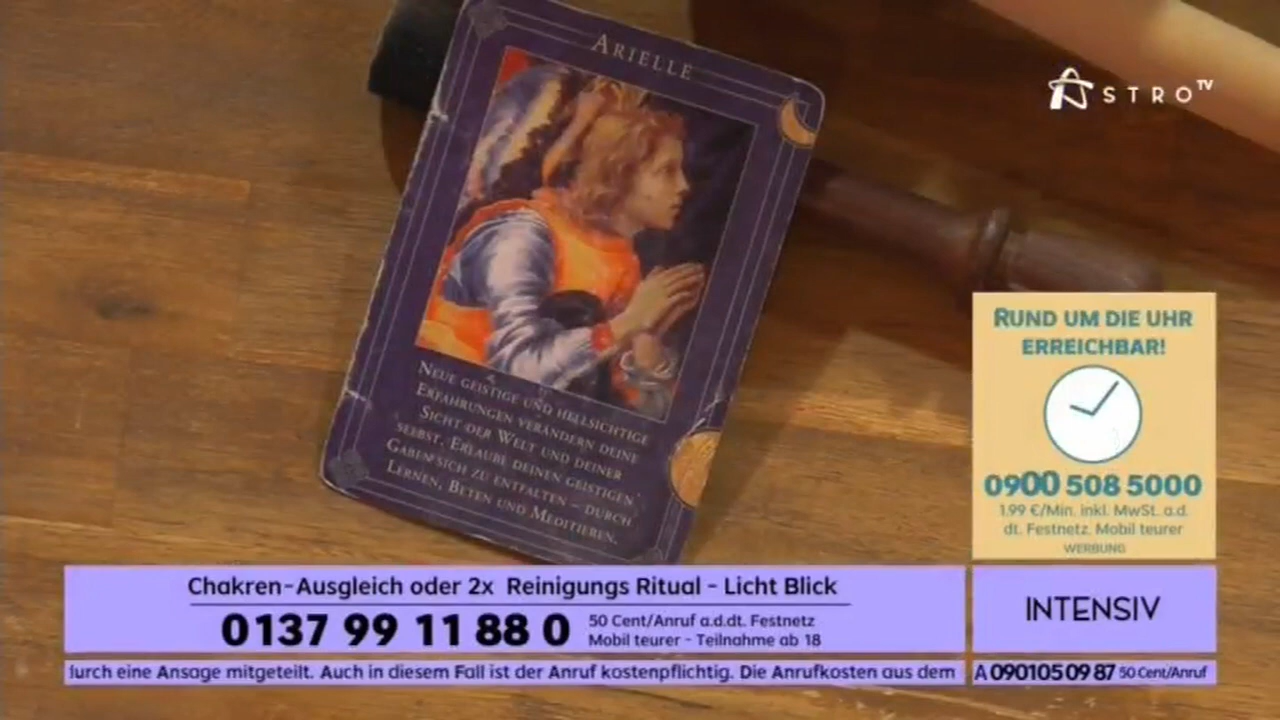 ARIELLE
ASTRO TV
NEUE GEISTIGE UND HELLSICHTIGE
ERFAHRUNGEN VERÄNDERN DEINE
SICHT DER WELT UND DEINER
SELBST. ERLAUBE DEINEN GEISTIGEN
GABEN SICH ZU ENTFALTEN – DURCH
LERNEN, BETEN UND MEDITIEREN.
RUND UM DIE UHR
ERREICHBAR!
0900 508 5000
1,99 €/Min. inkl. MwSt. a.d.
dt. Festnetz. Mobil teurer
WERBUNG
Chakren-Ausgleich oder 2x Reinigungs Ritual - Licht Blick
0137 99 11 88 0
50 Cent/Anruf a.d.dt. Festnetz
Mobil teurer - Teilnahme ab 18
INTENSIV
durch eine Ansage mitgeteilt. Auch in diesem Fall ist der Anruf kostenpflichtig. Die Anrufkosten aus dem
A 090105 09 87 50 Cent/Anruf